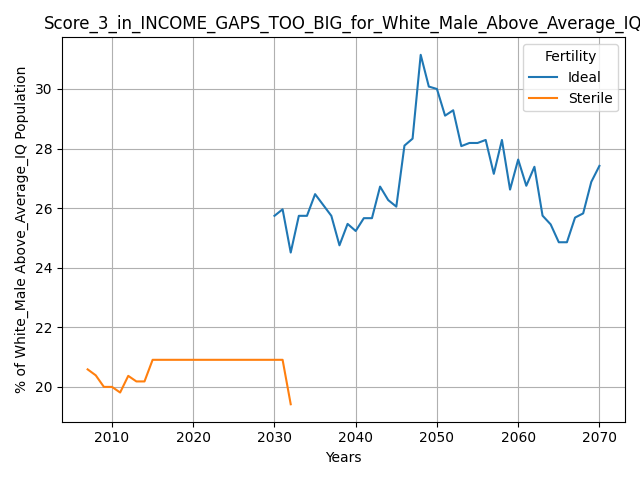 Score_3_in_INCOME_GAPS_TOO_BIG_for_White_Male_Above_Average_IQ
Fertility
Ideal
Sterile
% of White_Male Above_Average_IQ Population
30
28
26
24
22
20
2010
2020
2030
2040
2050
2060
2070
Years